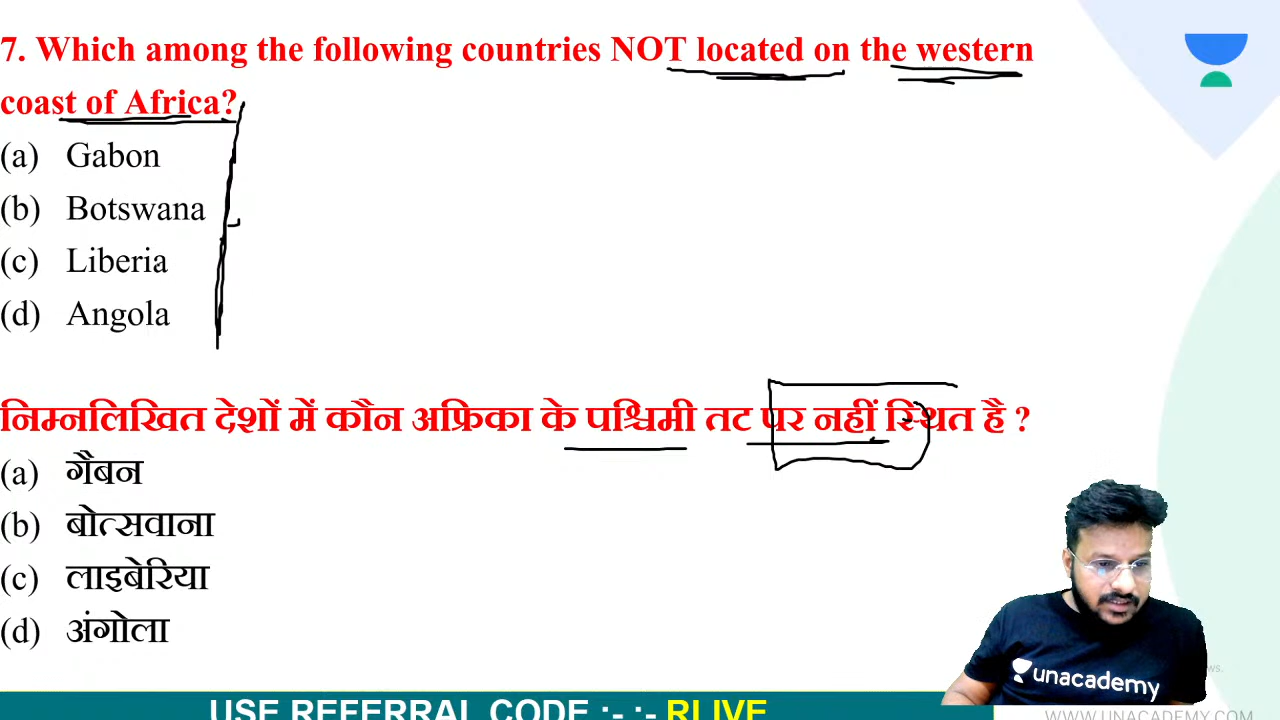 7. Which among the following countries NOT located on the western
coast of Africa?
(a) Gabon
(b) Botswana
(c) Liberia
(d) Angola
निम्नलिखित देशों में कौन अफ्रिका के पश्चिमी तट पर नहीं स्थित है ?
(a) गैबन
(b) बोत्सवाना
(c) लाइबेरिया
(d) अंगोला
unacademy
USE REFERRAL CODE :- :- RLIVE
WWW.UNACADEMY.COM